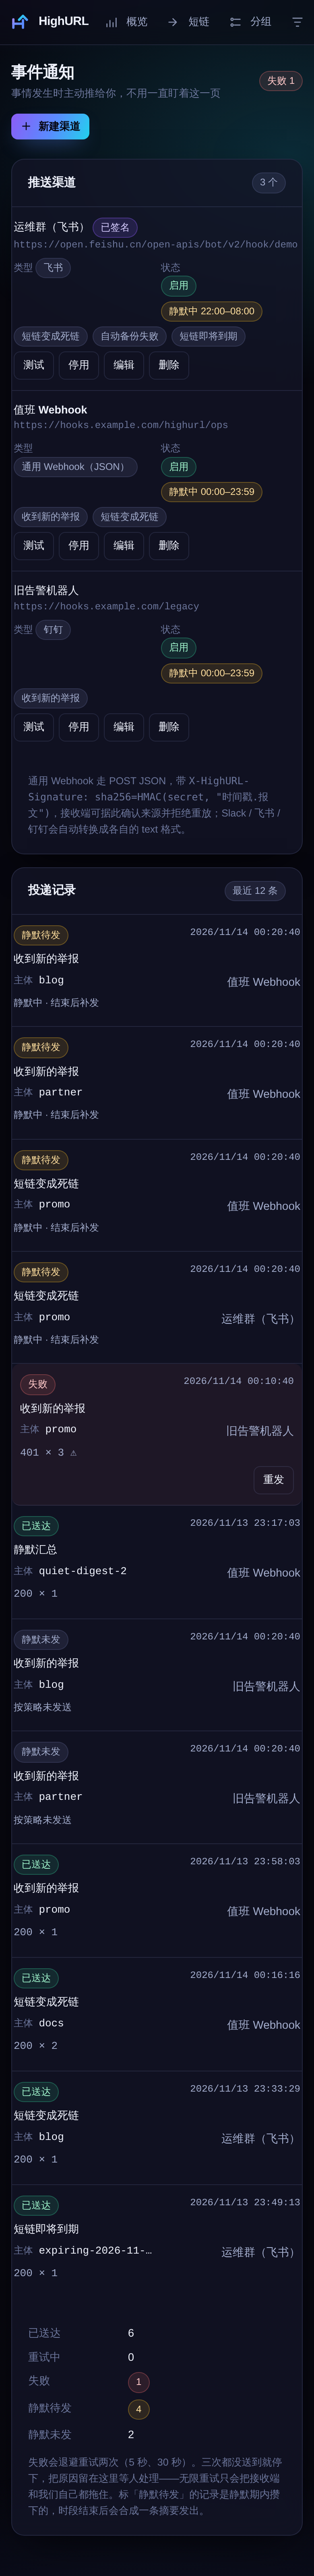 HighURL 概览 短链 分组
事件通知
事情发生时主动推给你，不用一直盯着这一页
失败 1
+ 新建渠道
推送渠道 3 个
运维群（飞书） 已签名
https://open.feishu.cn/open-apis/bot/v2/hook/demo
类型 飞书 状态
启用
静默中 22:00–08:00
短链变成死链 自动备份失败 短链即将到期
测试 停用 编辑 删除
值班 Webhook
https://hooks.example.com/highurl/ops
类型 状态
通用 Webhook（JSON） 启用
静默中 00:00–23:59
收到新的举报 短链变成死链
测试 停用 编辑 删除
旧告警机器人
https://hooks.example.com/legacy
类型 钉钉 状态
启用
静默中 00:00–23:59
收到新的举报
测试 停用 编辑 删除
通用 Webhook 走 POST JSON，带 X-HighURL-
Signature: sha256=HMAC(secret, "时间戳.报
文")，接收端可据此确认来源并拒绝重放；Slack / 飞书 /
钉钉会自动转换成各自的 text 格式。
投递记录 最近 12 条
静默待发 2026/11/14 00:20:40
收到新的举报
主体 blog 值班 Webhook
静默中 · 结束后补发
静默待发 2026/11/14 00:20:40
收到新的举报
主体 partner 值班 Webhook
静默中 · 结束后补发
静默待发 2026/11/14 00:20:40
短链变成死链
主体 promo 值班 Webhook
静默中 · 结束后补发
静默待发 2026/11/14 00:20:40
短链变成死链
主体 promo 运维群（飞书）
静默中 · 结束后补发
失败 2026/11/14 00:10:40
收到新的举报
主体 promo 旧告警机器人
401 × 3 ⚠
重发
已送达 2026/11/13 23:17:03
静默汇总
主体 quiet-digest-2 值班 Webhook
200 × 1
静默未发 2026/11/14 00:20:40
收到新的举报
主体 blog 旧告警机器人
按策略未发送
静默未发 2026/11/14 00:20:40
收到新的举报
主体 partner 旧告警机器人
按策略未发送
已送达 2026/11/13 23:58:03
收到新的举报
主体 promo 值班 Webhook
200 × 1
已送达 2026/11/14 00:16:16
短链变成死链
主体 docs 值班 Webhook
200 × 2
已送达 2026/11/13 23:33:29
短链变成死链
主体 blog 运维群（飞书）
200 × 1
已送达 2026/11/13 23:49:13
短链即将到期
主体 expiring-2026-11-… 运维群（飞书）
200 × 1
已送达 6
重试中 0
失败 1
静默待发 4
静默未发 2
失败会退避重试两次（5 秒、30 秒）。三次都没送到就停
下，把原因留在这里等人处理——无限重试只会把接收端
和我们自己都拖住。标「静默待发」的记录是静默期内攒
下的，时段结束后会合成一条摘要发出。